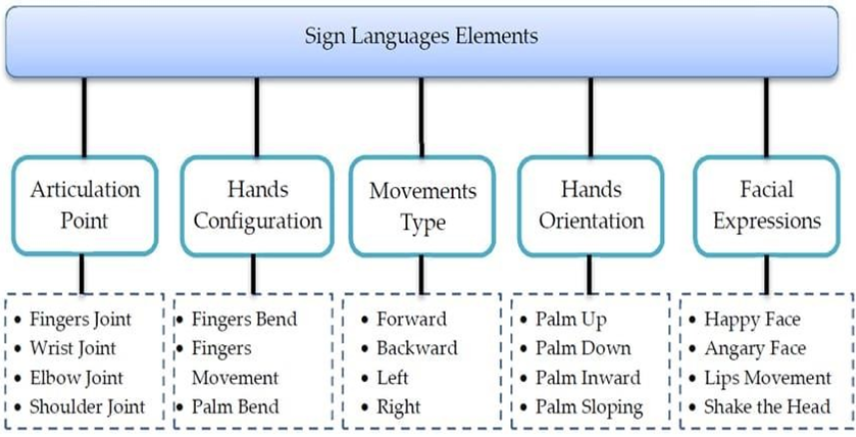 Sign Languages Elements
Articulation
Point
Hands
Configuration
Movements
Type
Hands
Orientation
Facial
Expressions
• Fingers Joint
• Wrist Joint
• Elbow Joint
• Shoulder Joint
• Fingers Bend
• Fingers
Movement
• Palm Bend
• Forward
• Backward
• Left
• Right
• Palm Up
• Palm Down
• Palm Inward
• Palm Sloping
• Happy Face
• Angary Face
• Lips Movement
• Shake the Head